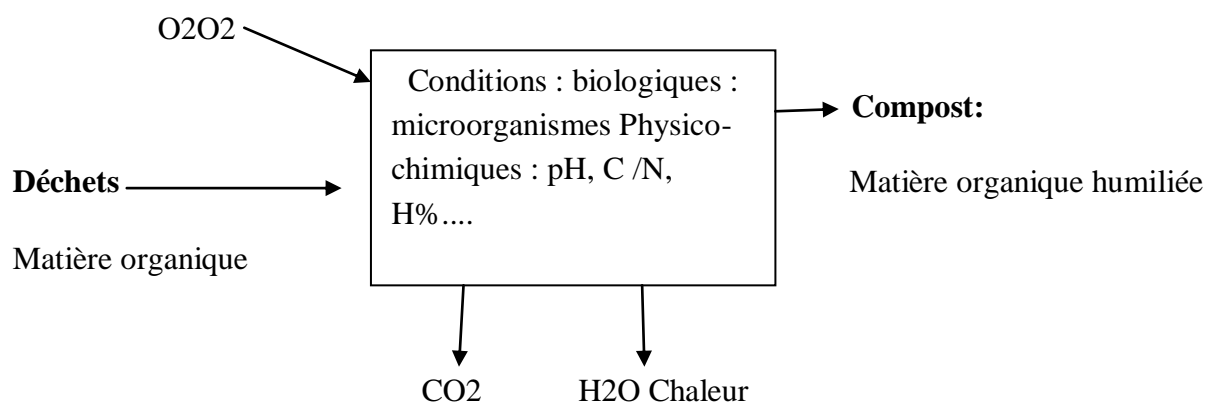 O2O2
Conditions : biologiques :
microorganismes Physico-
chimiques : pH, C /N,
H%....
Compost:
Déchets
Matière organique humiliée
Matière organique
CO2
H2O Chaleur